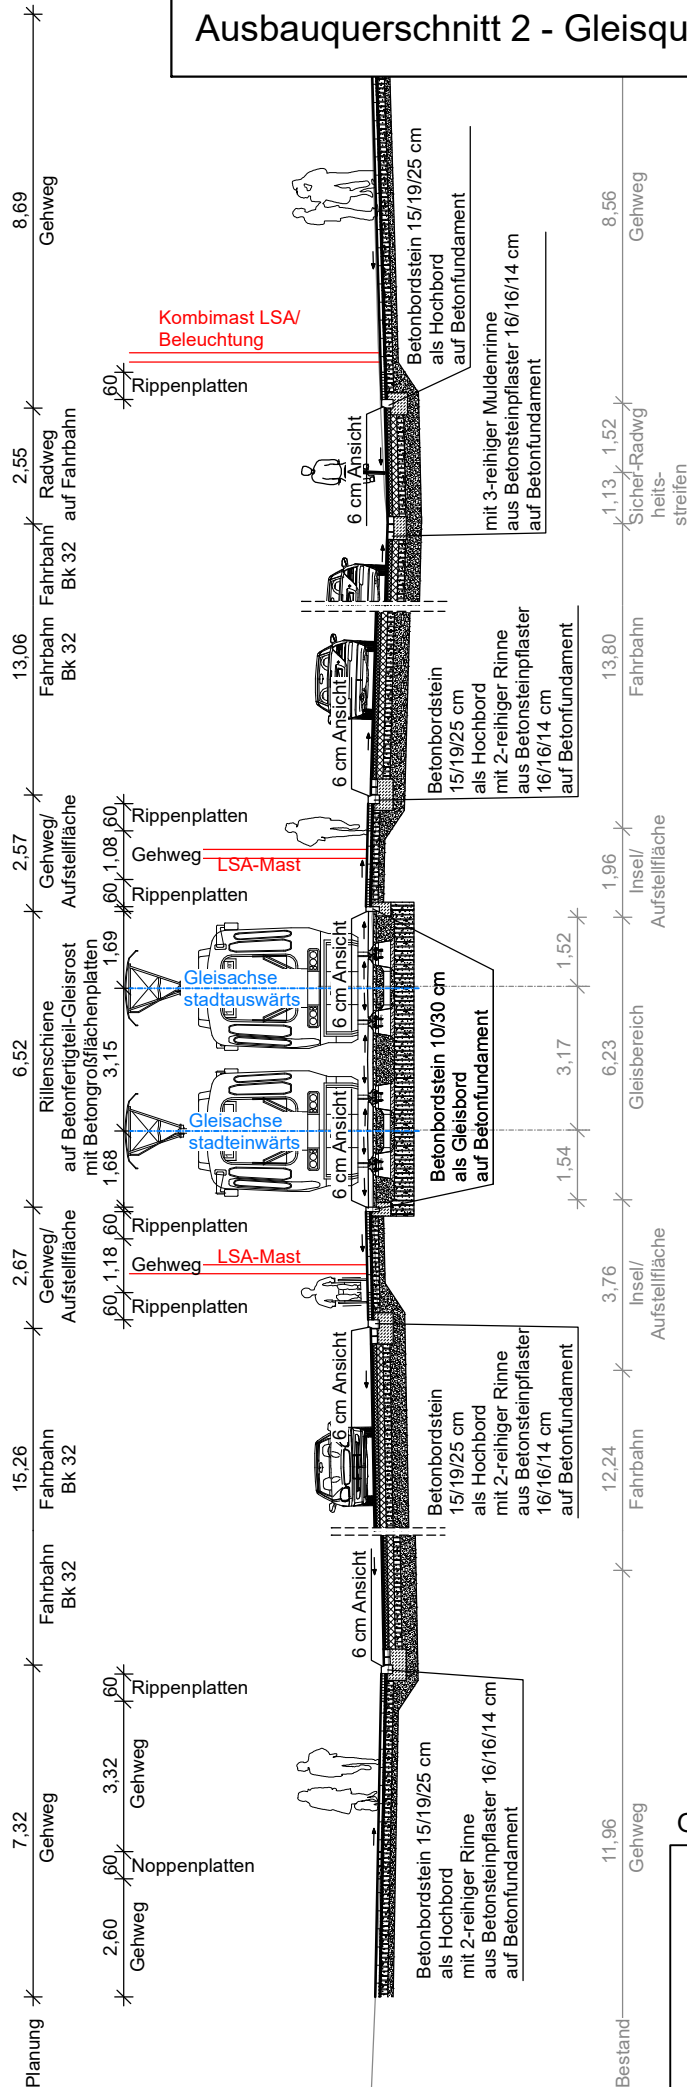 Ausbauquerschnitt 2 - Gleisqu
Planung
7,32
Gehweg
Fahrbahn
Bk 32
15,26
Fahrbahn
Bk 32
2,67
Gehweg/
Aufstellfläche
6,52
Rillenschiene
auf Betonfertigteil-Gleisrost
mit Betongroßflächenplatten
2,57
Gehweg/
Aufstellfläche
13,06
Fahrbahn
Bk 32
Fahrbahn
Bk 32
2,55
Radweg
auf Fahrbahn
8,69
Gehweg
2,60
Gehweg
60
Noppenplatten
3,32
Gehweg
60
Rippenplatten
60
Rippenplatten
1,18
Gehweg
60
Rippenplatten
1,68
3,15
1,69
60
Rippenplatten
1,08
Gehweg
60
Rippenplatten
60
Rippenplatten
LSA-Mast
Gleisachse
stadteinwärts
Gleisachse
stadtauswärts
LSA-Mast
Kombimast LSA/
Beleuchtung
6 cm Ansicht
6 cm Ansicht
6 cm Ansicht
6 cm Ansicht
6 cm Ansicht
6 cm Ansicht
Betonbordstein 15/19/25 cm
als Hochbord
mit 2-reihiger Rinne
aus Betonsteinpflaster 16/16/14 cm
auf Betonfundament
Betonbordstein
15/19/25 cm
als Hochbord
mit 2-reihiger Rinne
aus Betonsteinpflaster
16/16/14 cm
auf Betonfundament
Betonbordstein 10/30 cm
als Gleisbord
auf Betonfundament
Betonbordstein
15/19/25 cm
als Hochbord
mit 2-reihiger Rinne
aus Betonsteinpflaster
16/16/14 cm
auf Betonfundament
mit 3-reihiger Muldenrinne
aus Betonsteinpflaster 16/16/14 cm
auf Betonfundament
Betonbordstein 15/19/25 cm
als Hochbord
auf Betonfundament
1,54
3,17
1,52
Bestand
11,96
Gehweg
12,24
Fahrbahn
3,76
Insel/
Aufstellfläche
6,23
Gleisbereich
1,96
Insel/
Aufstellfläche
13,80
Fahrbahn
1,13
Sicher-
heits-
streifen
1,52
Radwg
8,56
Gehweg